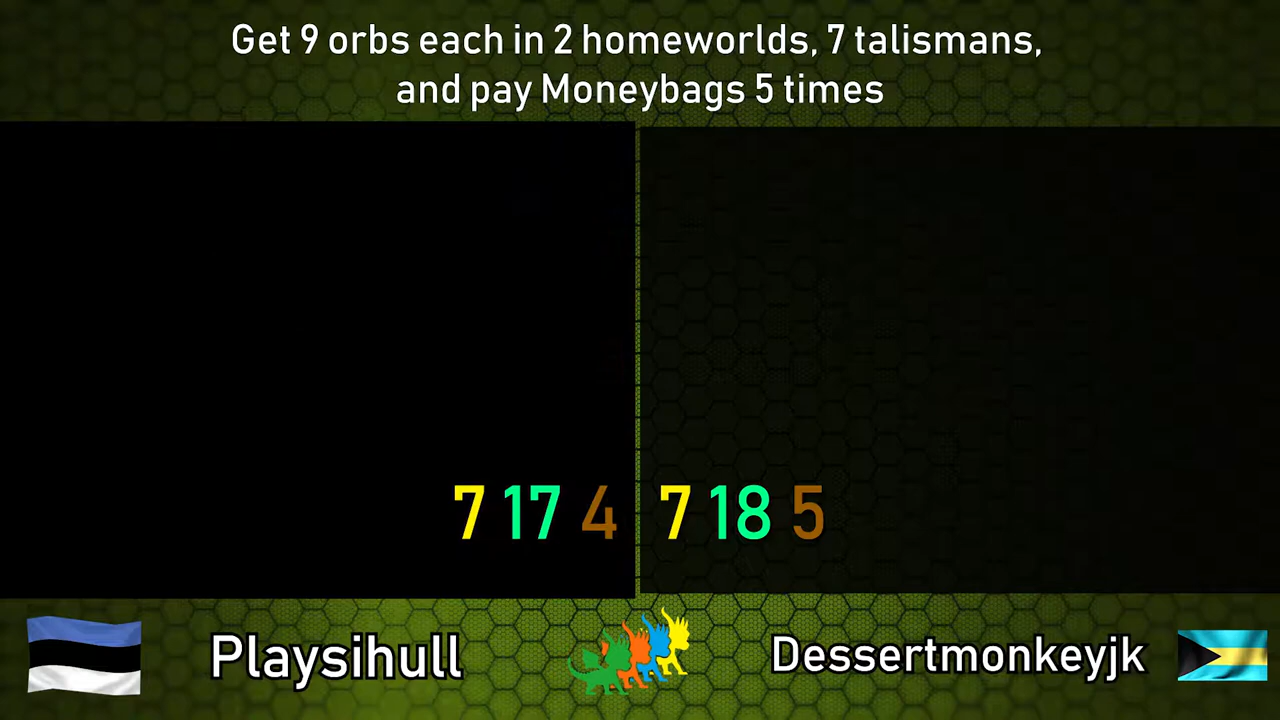 Get 9 orbs each in 2 homeworlds, 7 talismans,
and pay Moneybags 5 times
7 17 4 7 18 5
Playsihull Dessertmonkeyjk